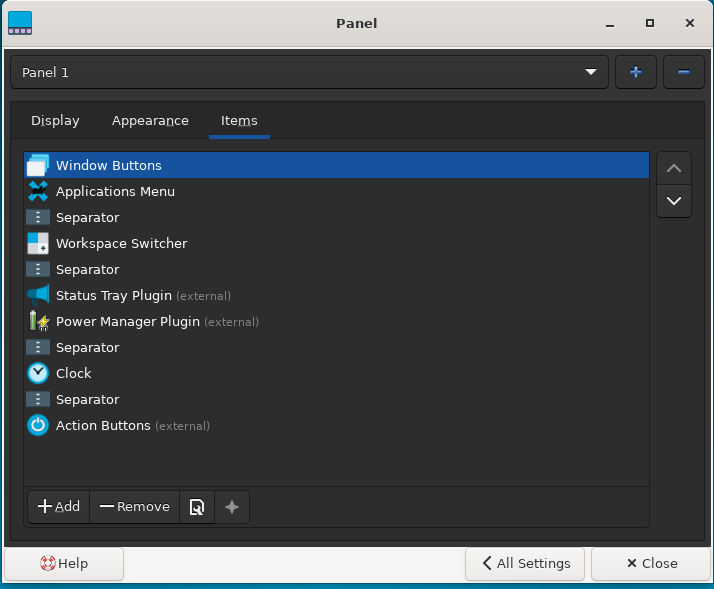 Panel
Panel 1
Display Appearance Items
Window Buttons
Applications Menu
Separator
Workspace Switcher
Separator
Status Tray Plugin (external)
Power Manager Plugin (external)
Separator
Clock
Separator
Action Buttons (external)
Add Remove
Help All Settings Close